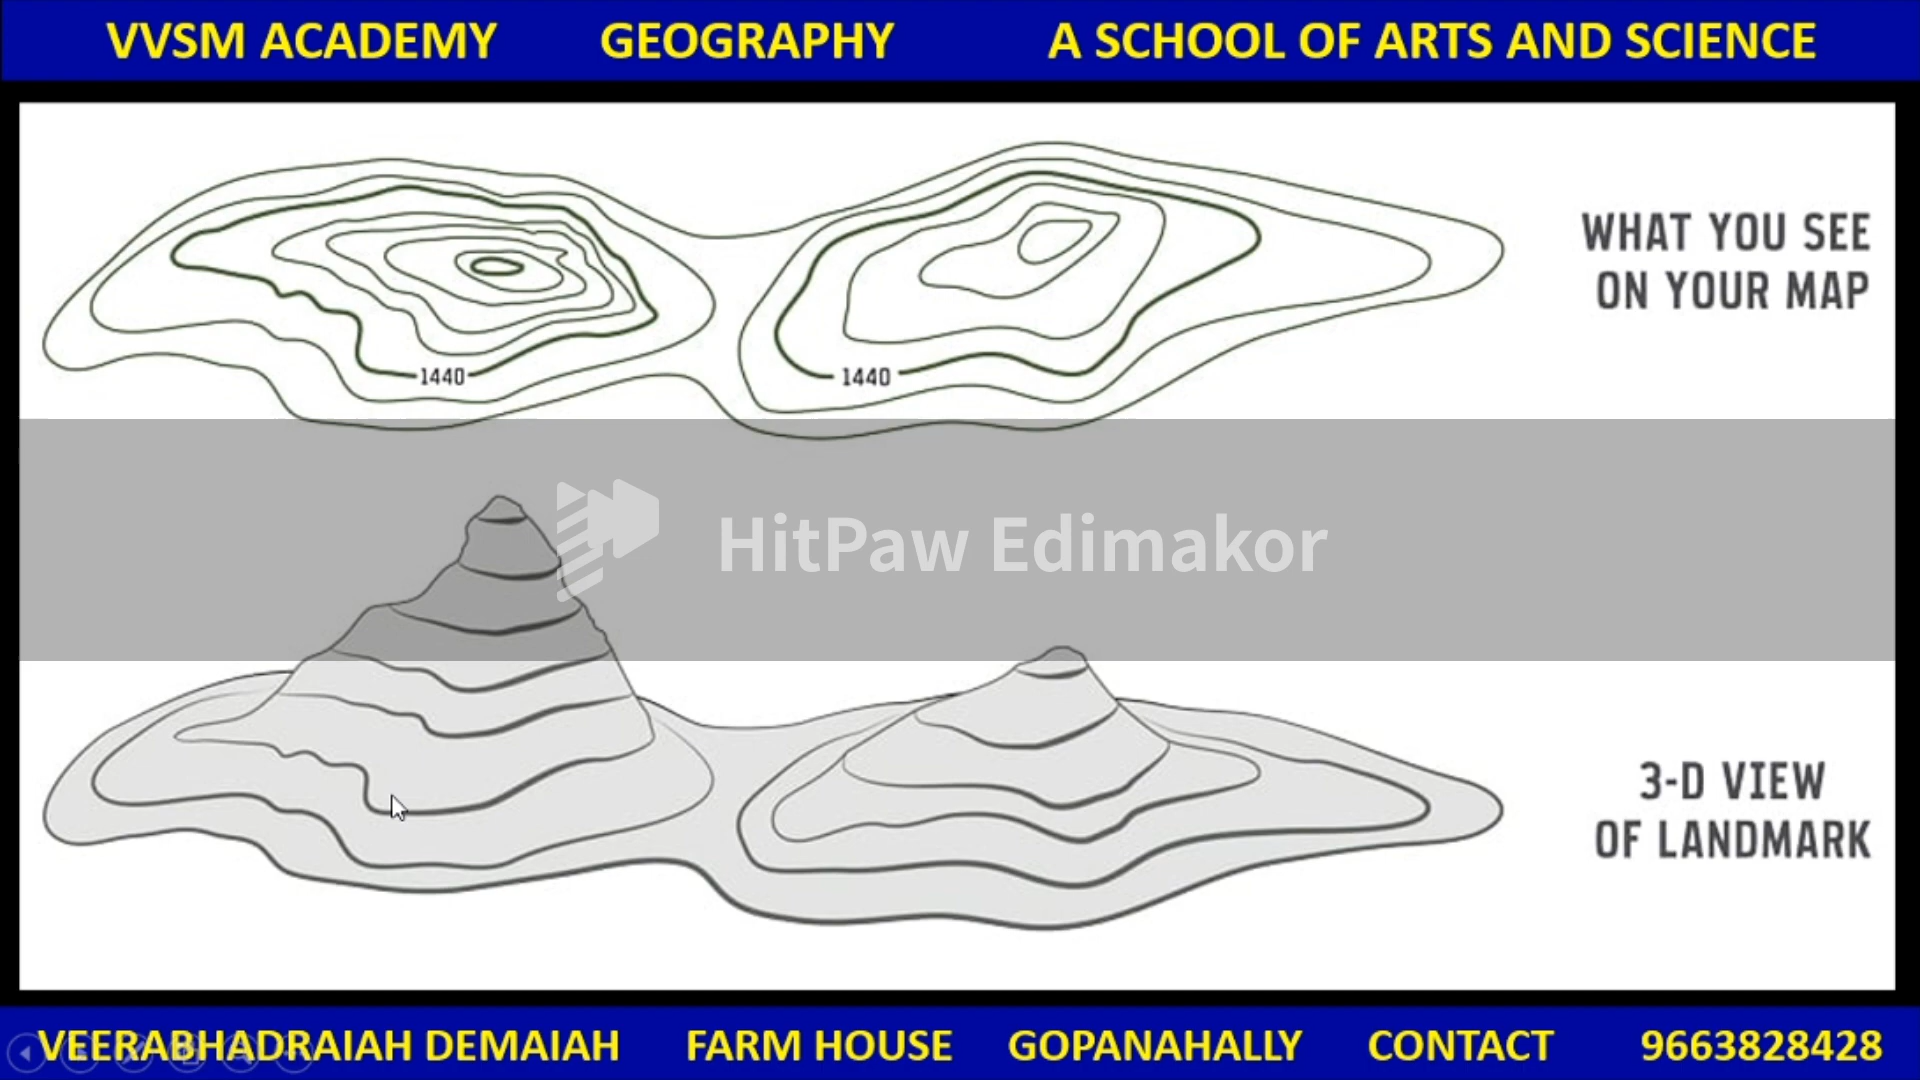 VVSM ACADEMY GEOGRAPHY A SCHOOL OF ARTS AND SCIENCE
WHAT YOU SEE
ON YOUR MAP
1440 1440
HitPaw Edimakor
3-D VIEW
OF LANDMARK
VEERABHADRAIAH DEMAIAH FARM HOUSE GOPANAHALLY CONTACT 9663828428